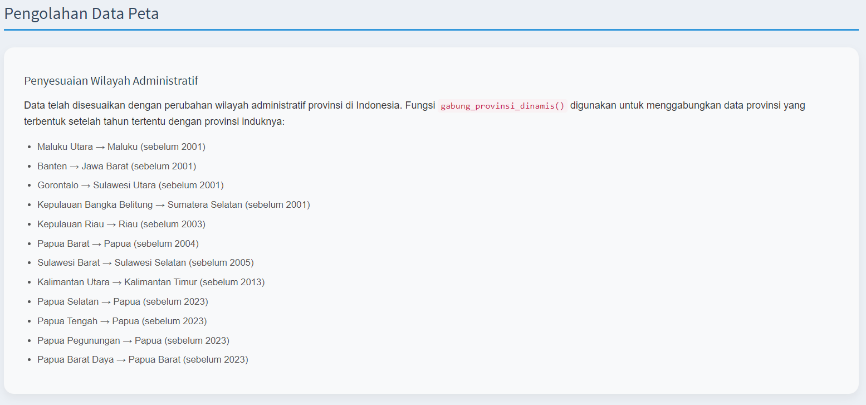 Pengolahan Data Peta
Penyesuaian Wilayah Administratif
Data telah disesuaikan dengan perubahan wilayah administratif provinsi di Indonesia. Fungsi gabung_provinsi_dinamis() digunakan untuk menggabungkan data provinsi yang
terbentuk setelah tahun tertentu dengan provinsi induknya:
• Maluku Utara → Maluku (sebelum 2001)
• Banten → Jawa Barat (sebelum 2001)
• Gorontalo → Sulawesi Utara (sebelum 2001)
• Kepulauan Bangka Belitung → Sumatera Selatan (sebelum 2001)
• Kepulauan Riau → Riau (sebelum 2003)
• Papua Barat → Papua (sebelum 2004)
• Sulawesi Barat → Sulawesi Selatan (sebelum 2005)
• Kalimantan Utara → Kalimantan Timur (sebelum 2013)
• Papua Selatan → Papua (sebelum 2023)
• Papua Tengah → Papua (sebelum 2023)
• Papua Pegunungan → Papua (sebelum 2023)
• Papua Barat Daya → Papua Barat (sebelum 2023)